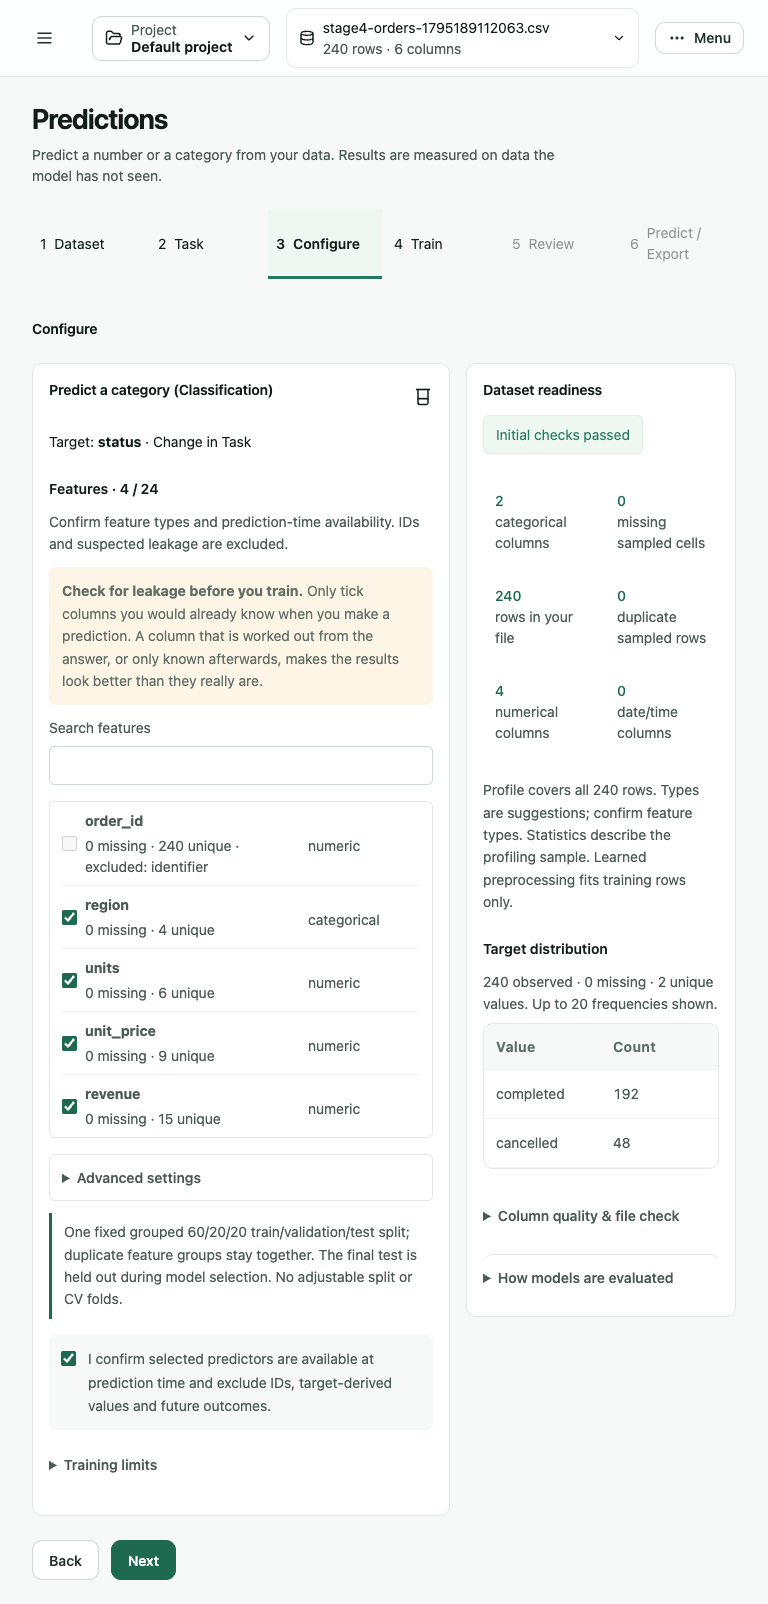 Project
Default project
stage4-orders-1795189112063.csv
240 rows · 6 columns
Menu
Predictions
Predict a number or a category from your data. Results are measured on data the
model has not seen.
1 Dataset
2 Task
3 Configure
4 Train
5 Review
6 Predict /
Export
Configure
Predict a category (Classification)
Target: status · Change in Task
Features · 4 / 24
Confirm feature types and prediction-time availability. IDs
and suspected leakage are excluded.
Check for leakage before you train. Only tick
columns you would already know when you make a
prediction. A column that is worked out from the
answer, or only known afterwards, makes the results
look better than they really are.
Search features
order_id
0 missing · 240 unique ·
excluded: identifier
numeric
region
0 missing · 4 unique
categorical
units
0 missing · 6 unique
numeric
unit_price
0 missing · 9 unique
numeric
revenue
0 missing · 15 unique
numeric
Advanced settings
One fixed grouped 60/20/20 train/validation/test split;
duplicate feature groups stay together. The final test is
held out during model selection. No adjustable split or
CV folds.
I confirm selected predictors are available at
prediction time and exclude IDs, target-derived
values and future outcomes.
Training limits
Back
Next
Dataset readiness
Initial checks passed
2
categorical
columns
0
missing
sampled cells
240
rows in your
file
0
duplicate
sampled rows
4
numerical
columns
0
date/time
columns
Profile covers all 240 rows. Types
are suggestions; confirm feature
types. Statistics describe the
profiling sample. Learned
preprocessing fits training rows
only.
Target distribution
240 observed · 0 missing · 2 unique
values. Up to 20 frequencies shown.
Value Count
completed 192
cancelled 48
Column quality & file check
How models are evaluated